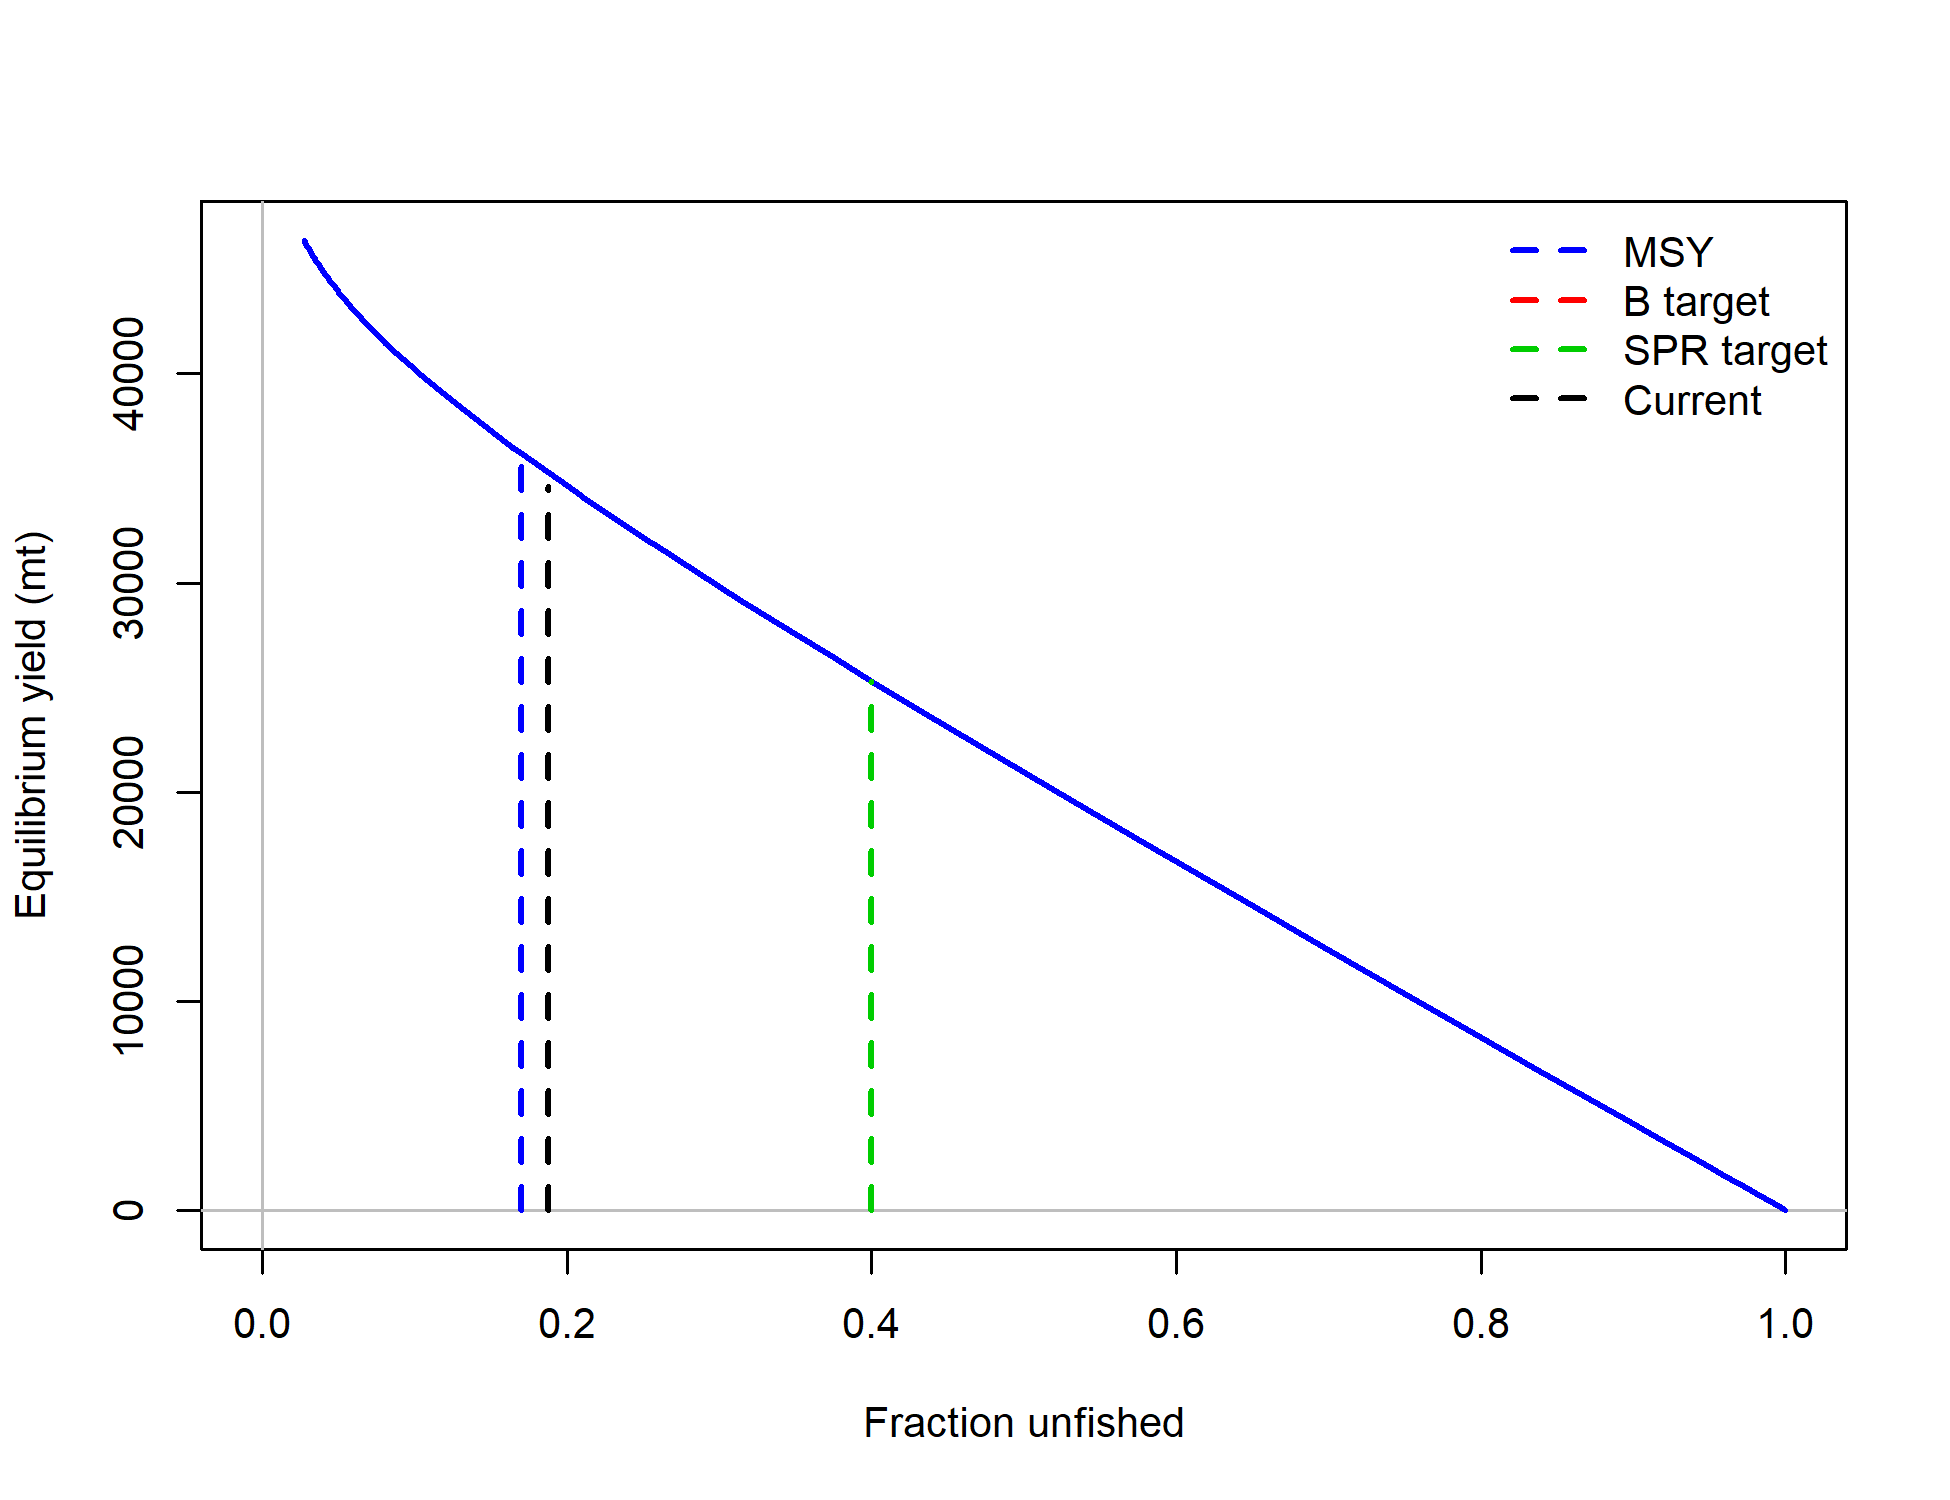 MSY
B target
SPR target
Current
Equilibrium yield (mt)
40000
30000
20000
10000
0
0.0 0.2 0.4 0.6 0.8 1.0
Fraction unfished